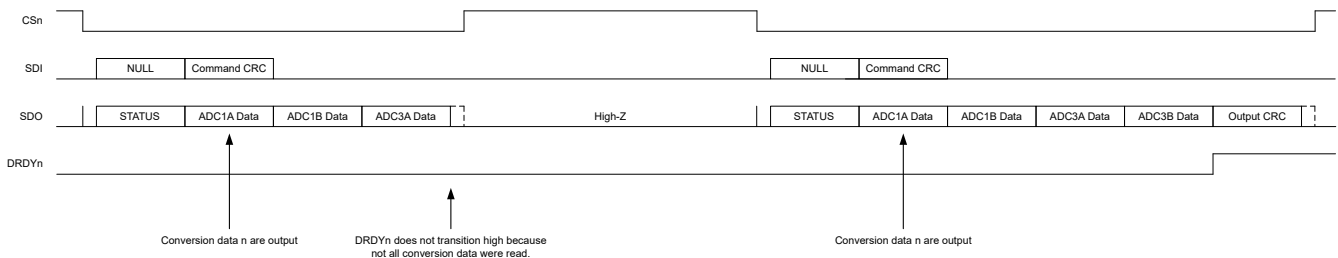 CSn
SDI
NULL
Command CRC
NULL
Command CRC
SDO
STATUS
ADC1A Data
ADC1B Data
ADC3A Data
High-Z
STATUS
ADC1A Data
ADC1B Data
ADC3A Data
ADC3B Data
Output CRC
DRDYn
Conversion data n are output
DRDYn does not transition high because
not all conversion data were read.
Conversion data n are output